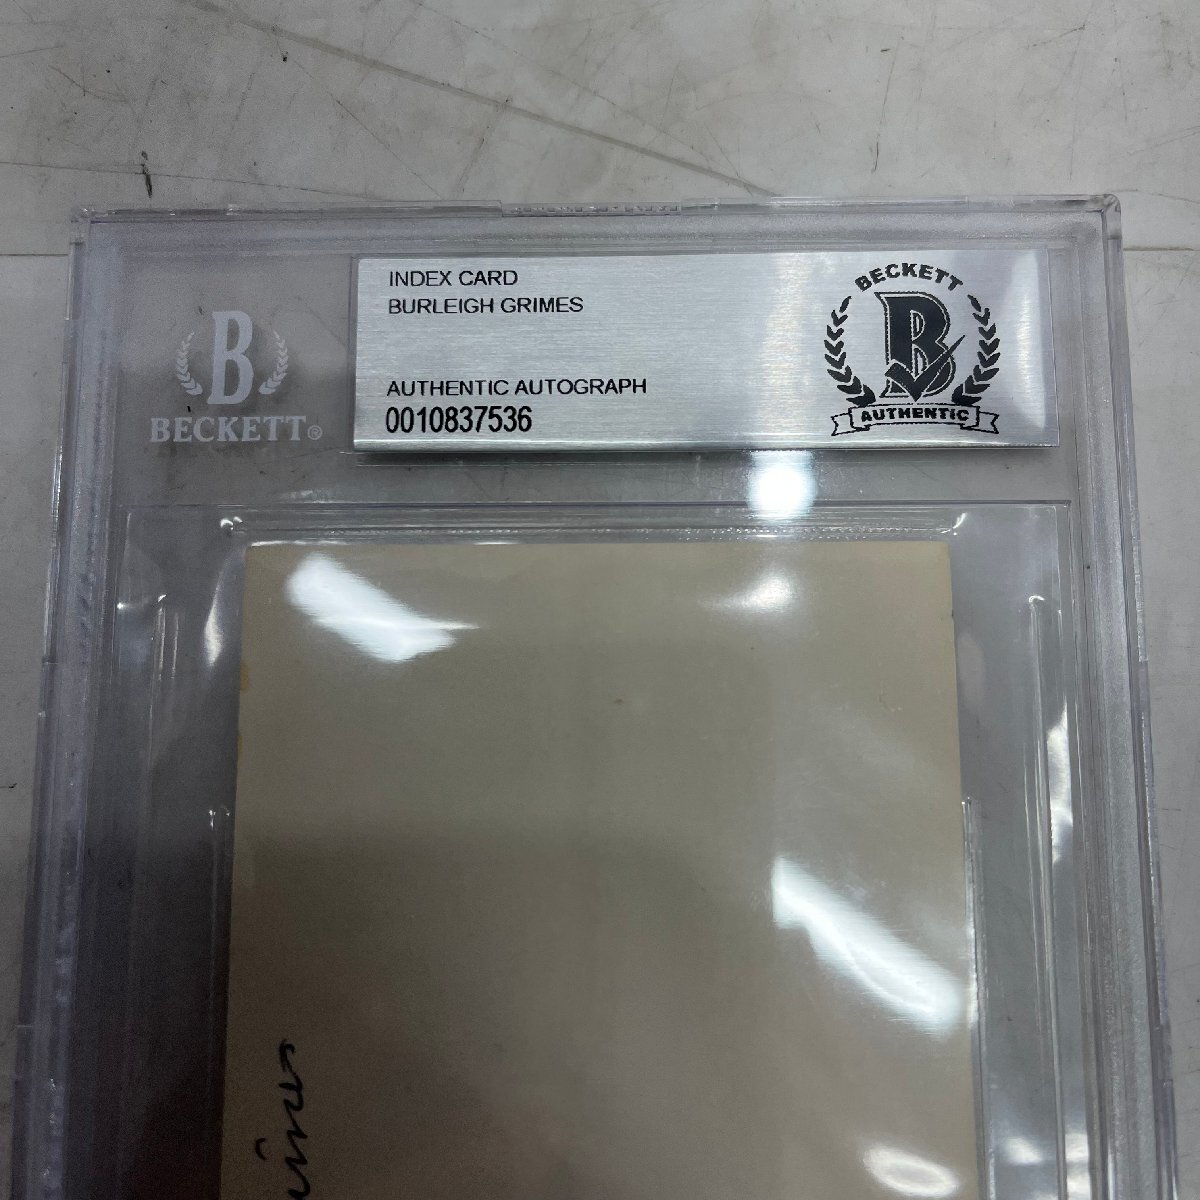 INDEX CARD
BURLEIGH GRIMES
AUTHENTIC AUTOGRAPH
0010837536
BECKETT
B
AUTHENTIC
B
BECKETT®